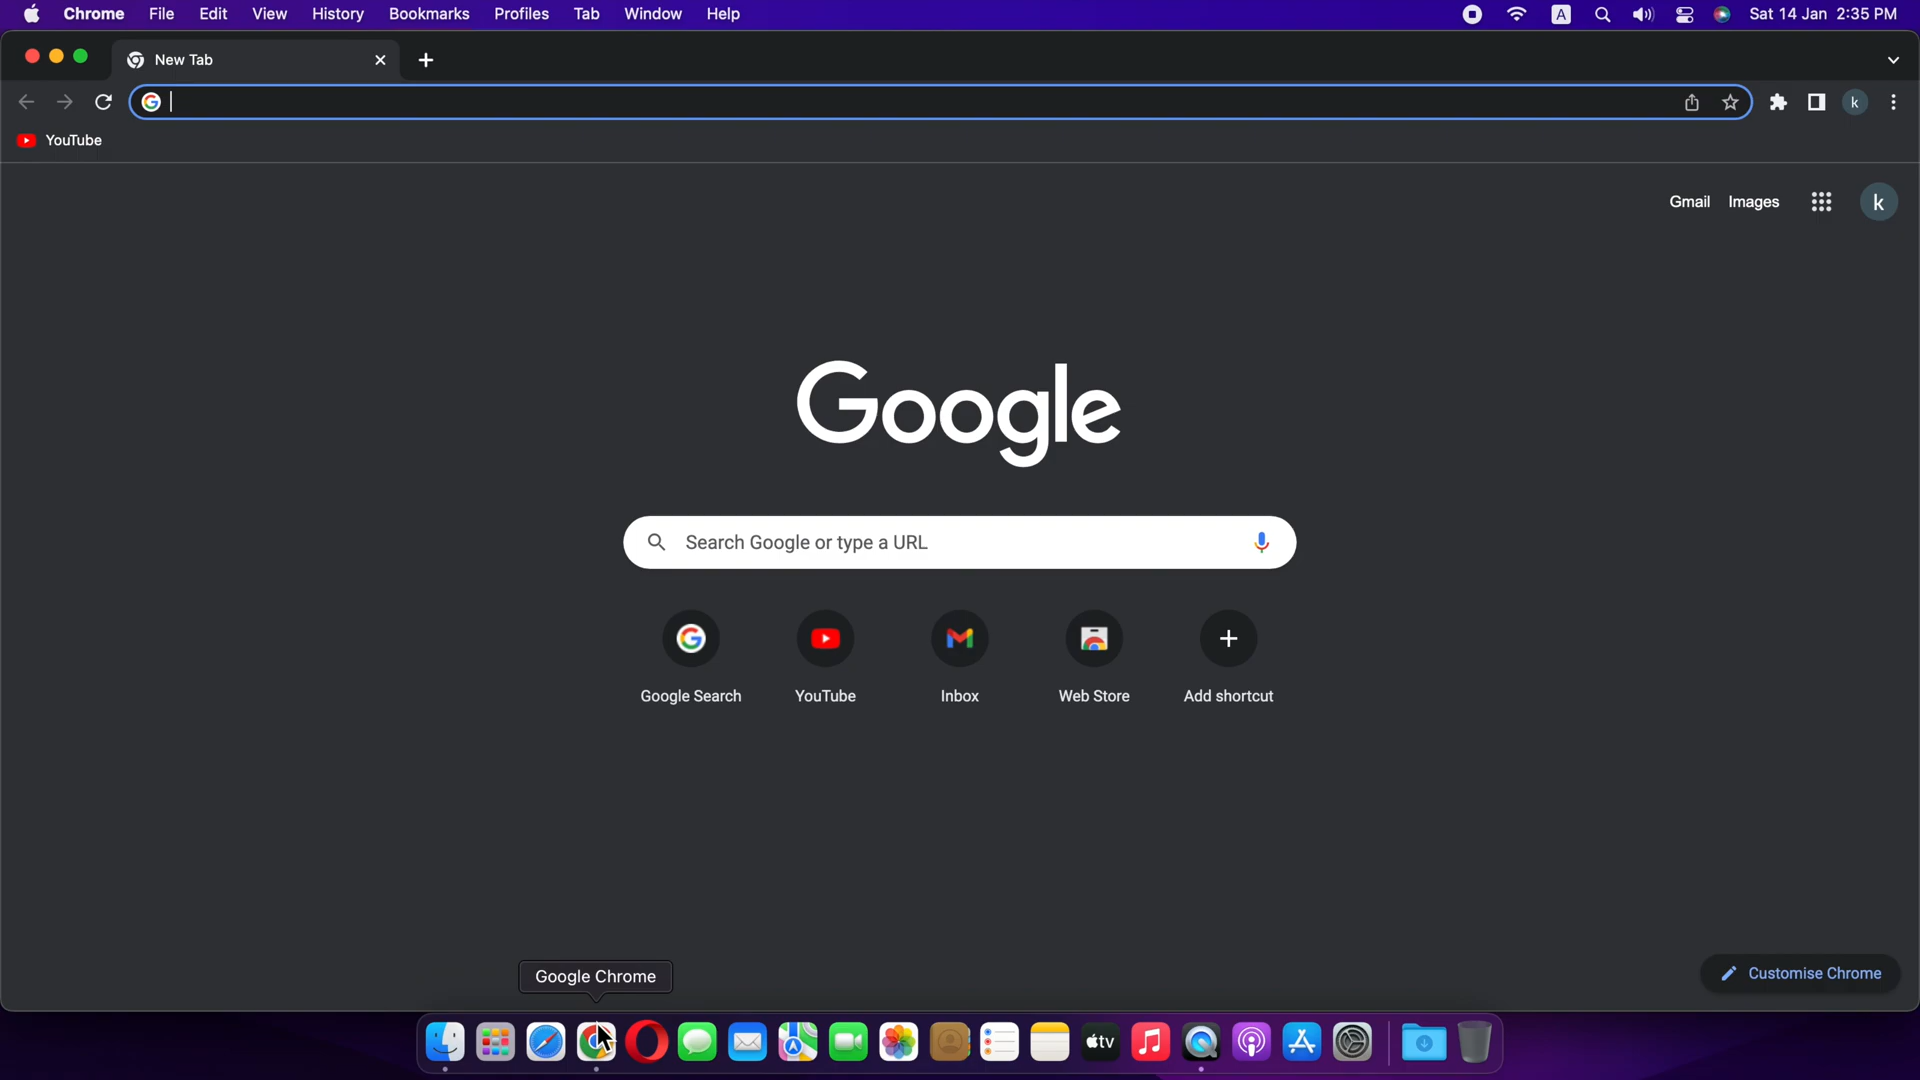 Chrome File Edit View History Bookmarks Profiles Tab Window Help A Sat 14 Jan 2:35 PM
New Tab
k
YouTube
Gmail Images k
Google
Search Google or type a URL
Google Search YouTube Inbox Web Store Add shortcut
Customise Chrome
Google Chrome
tv